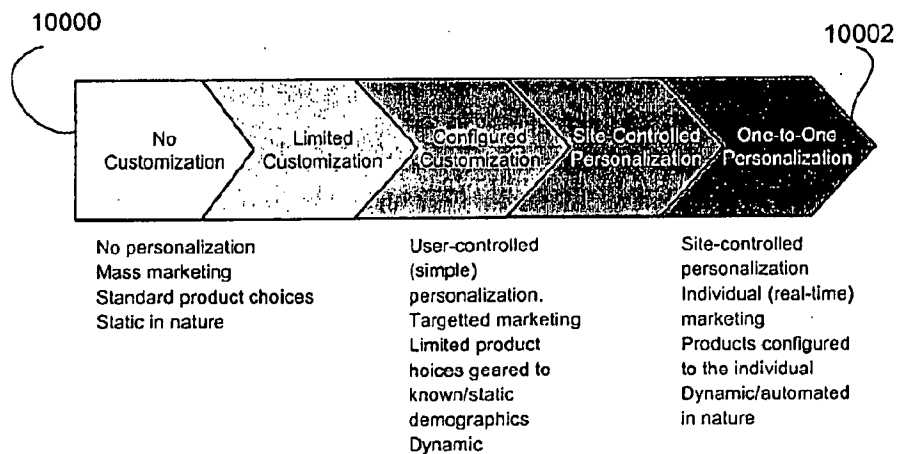 10000
10002
No
Customization
Limited
Customization
Configured
Customization
Site-Controlled
Personalization
One-to-One
Personalization
No personalization
Mass marketing
Standard product choices
Static in nature
User-controlled
(simple)
personalization.
Targetted marketing
Limited product
hoices geared to
known/static
demographics
Dynamic
Site-controlled
personalization
Individual (real-time)
marketing
Products configured
to the individual
Dynamic/automated
in nature